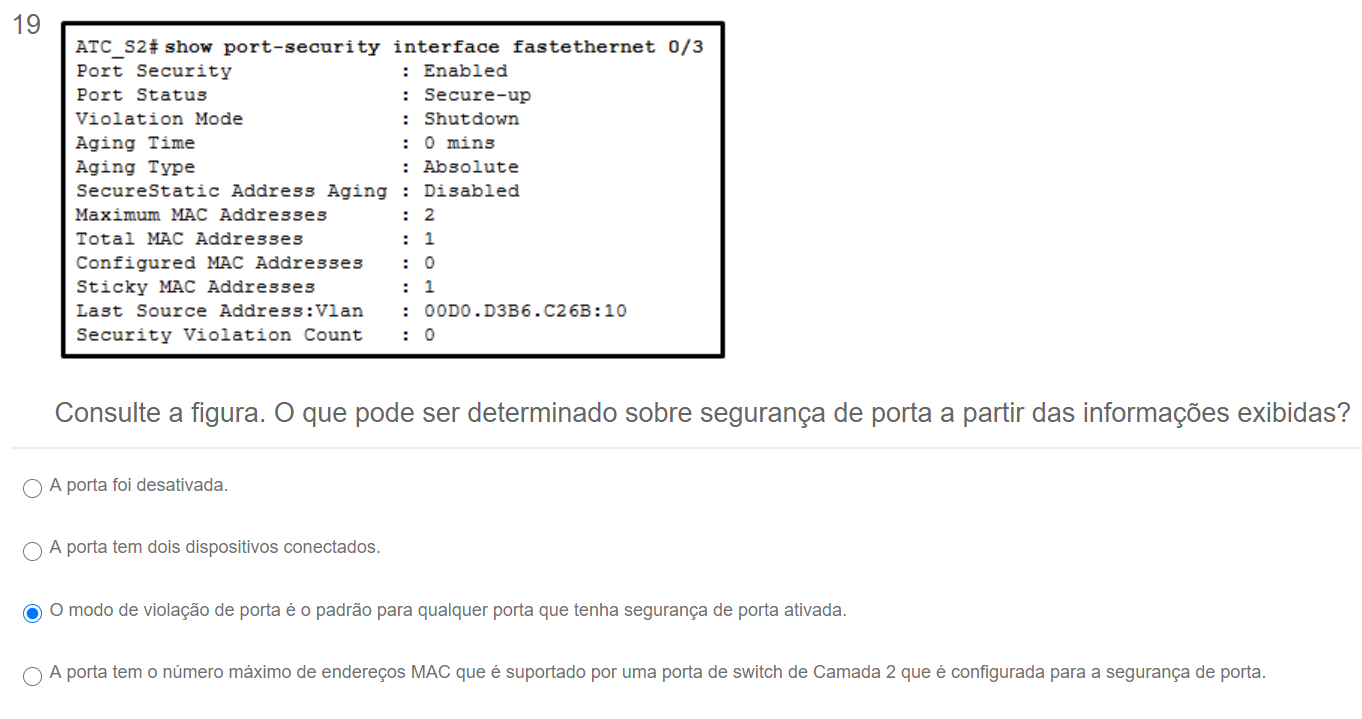 19
ATC_S2# show port-security interface fastethernet 0/3
Port Security : Enabled
Port Status : Secure-up
Violation Mode : Shutdown
Aging Time : 0 mins
Aging Type : Absolute
SecureStatic Address Aging : Disabled
Maximum MAC Addresses : 2
Total MAC Addresses : 1
Configured MAC Addresses : 0
Sticky MAC Addresses : 1
Last Source Address:Vlan : 00D0.D3B6.C26B:10
Security Violation Count : 0
Consulte a figura. O que pode ser determinado sobre segurança de porta a partir das informações exibidas?
A porta foi desativada.
A porta tem dois dispositivos conectados.
O modo de violação de porta é o padrão para qualquer porta que tenha segurança de porta ativada.
A porta tem o número máximo de endereços MAC que é suportado por uma porta de switch de Camada 2 que é configurada para a segurança de porta.